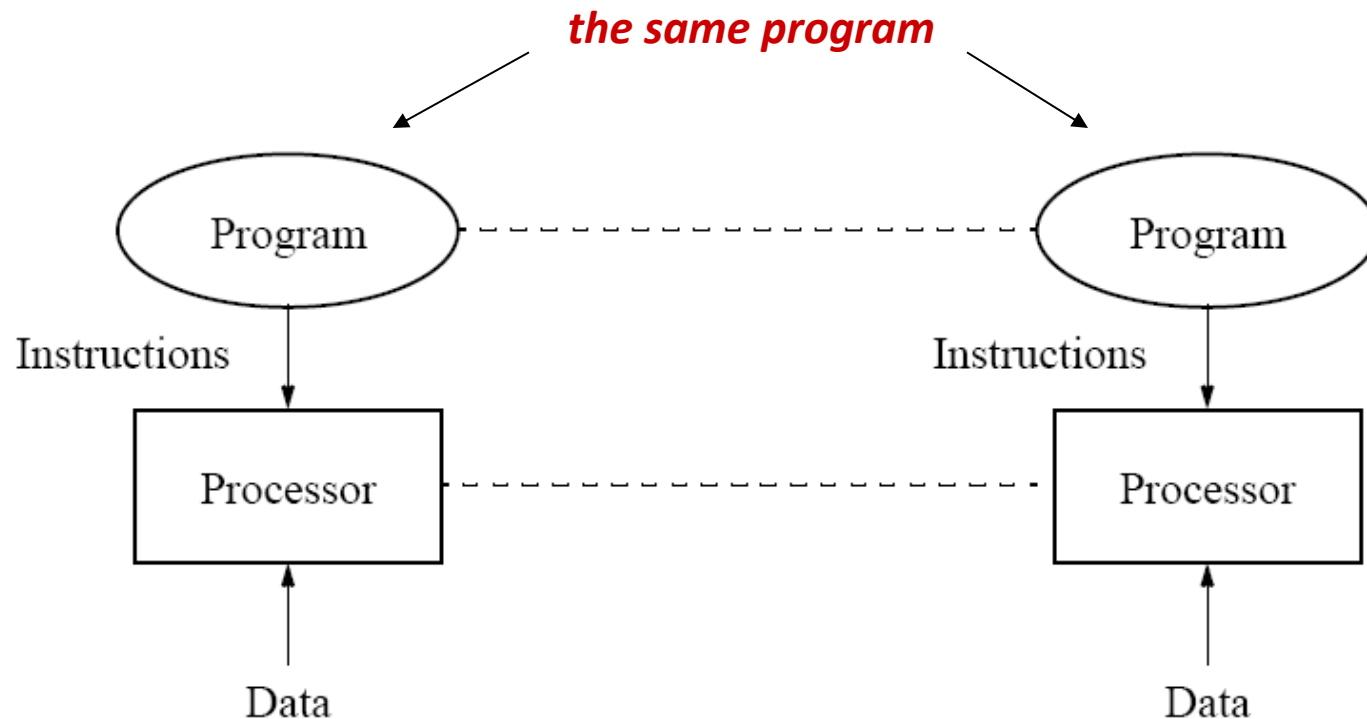 the same program
Program Program
Instructions Instructions
Processor Processor
Data Data